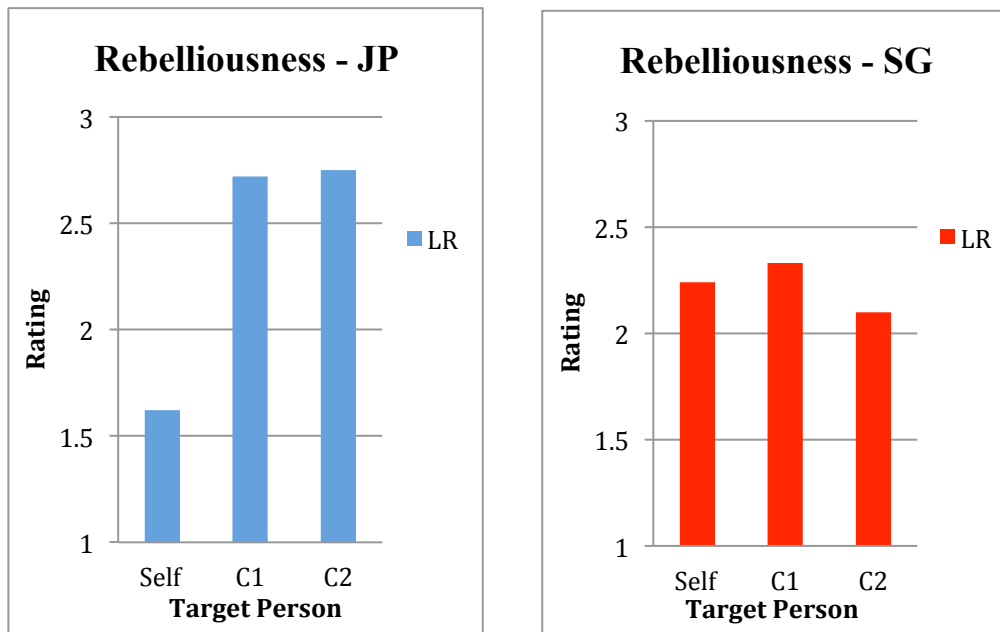 Rebelliousness - JP
3
2.5
2
1.5
1
Rating
Self C1 C2
Target Person
LR
Rebelliousness - SG
3
2.5
2
1.5
1
Rating
Self C1 C2
Target Person
LR